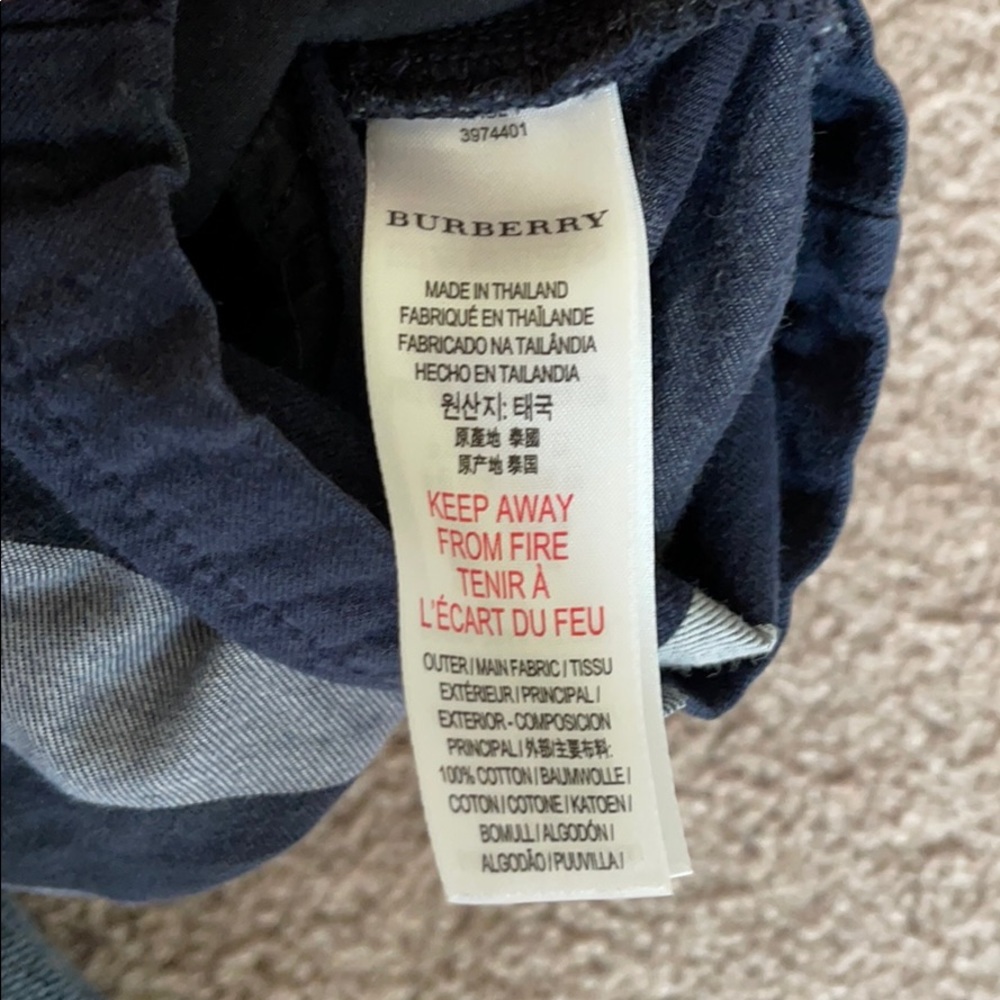 3974401
BURBERRY
MADE IN THAILAND
FABRIQUÉ EN THAÏLANDE
FABRICADO NA TAILÂNDIA
HECHO EN TAILANDIA
원산지: 태국
原產地 泰國
原产地 泰国
KEEP AWAY
FROM FIRE
TENIR À
L'ÉCART DU FEU
OUTER / MAIN FABRIC / TISSU
EXTÉRIEUR / PRINCIPAL /
EXTERIOR - COMPOSICION
PRINCIPAL / 外部/主要布料:
100% COTTON / BAUMWOLLE /
COTON / COTONE / KATOEN /
BOMULL / ALGODÓN /
ALGODÃO / PUUVILLA /